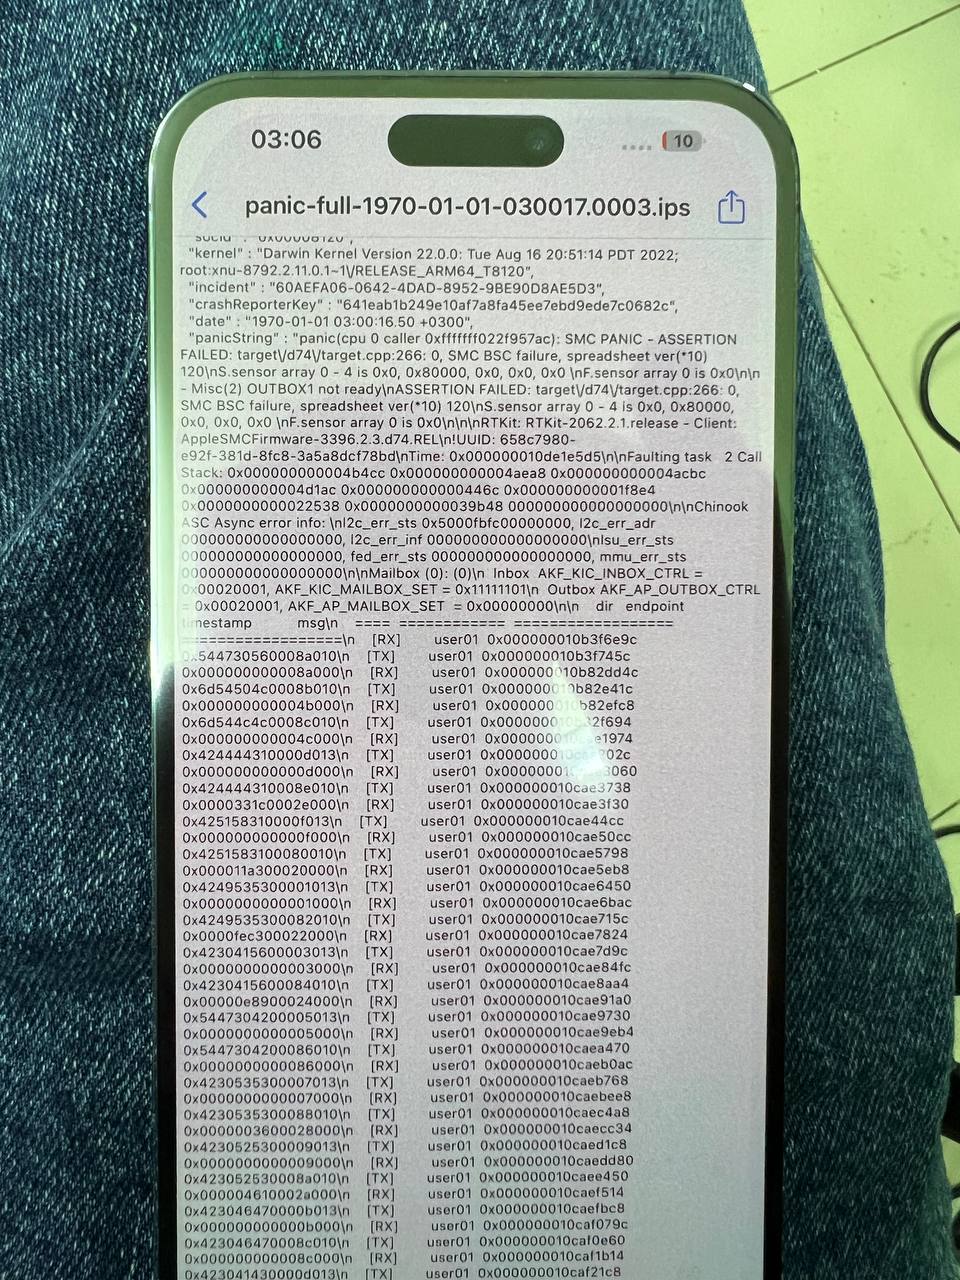 03:06
10
panic-full-1970-01-01-030017.0003.ips
"socId" : "0x00008120",
"kernel" : "Darwin Kernel Version 22.0.0: Tue Aug 16 20:51:14 PDT 2022;
root:xnu-8792.2.11.0.1~1\/RELEASE_ARM64_T8120",
"incident" : "60AEFA06-0642-4DAD-8952-9BE90D8AE5D3",
"crashReporterKey" : "641eab1b249e10af7a8fa45ee7ebd9ede7c0682c",
"date" : "1970-01-01 03:00:16.50 +0300",
"panicString" : "panic(cpu 0 caller 0xfffffff022f957ac): SMC PANIC - ASSERTION
FAILED: target\/d74\/target.cpp:266: 0, SMC BSC failure, spreadsheet ver(*10)
120\nS.sensor array 0 - 4 is 0x0, 0x80000, 0x0, 0x0, 0x0 \nF.sensor array 0 is 0x0\n\n
- Misc(2) OUTBOX1 not ready\nASSERTION FAILED: target\/d74\/target.cpp:266: 0,
SMC BSC failure, spreadsheet ver(*10) 120\nS.sensor array 0 - 4 is 0x0, 0x80000,
0x0, 0x0, 0x0 \nF.sensor array 0 is 0x0\n\n\nRTKit: RTKit-2062.2.1.release - Client:
AppleSMCFirmware-3396.2.3.d74.REL\n!UUID: 658c7980-
e92f-381d-8fc8-3a5a8dcf78bd\nTime: 0x000000010de1e5d5\n\nFaulting task 2 Call
Stack: 0x000000000004b4cc 0x000000000004aea8 0x000000000004acbc
0x000000000004d1ac 0x000000000000446c 0x000000000001f8e4
0x0000000000022538 0x0000000000039b48 0000000000000000\n\nChinook
ASC Async error info: \nl2c_err_sts 0x5000fbfc00000000, l2c_err_adr
0000000000000000, l2c_err_inf 0000000000000000\nlsu_err_sts
0000000000000000, fed_err_sts 0000000000000000, mmu_err_sts
0000000000000000\n\nMailbox (0): (0)\n Inbox AKF_KIC_INBOX_CTRL =
0x00020001, AKF_KIC_MAILBOX_SET = 0x11111101\n Outbox AKF_AP_OUTBOX_CTRL
= 0x00020001, AKF_AP_MAILBOX_SET = 0x00000000\n\n dir endpoint
timestamp msg\n ==== ============ ==================
==================\n [RX] user01 0x000000010b3f6e9c
0x544730560008a010\n [TX] user01 0x000000010b3f745c
0x000000000008a000\n [RX] user01 0x000000010b82dd4c
0x6d54504c0008b010\n [TX] user01 0x000000010b82e41c
0x000000000004b000\n [RX] user01 0x000000010b82efc8
0x6d544c4c0008c010\n [TX] user01 0x000000010b82f694
0x000000000004c000\n [RX] user01
0x424444310000d013\n [TX] user01
0x000000000000d000\n [RX] user01
0x424444310008e010\n [TX] user01 0x000000010cae3738
0x0000331c0002e000\n [RX] user01 0x000000010cae3f30
0x425158310000f013\n [TX] user01 0x000000010cae44cc
0x000000000000f000\n [RX] user01 0x000000010cae50cc
0x4251583100080010\n [TX] user01 0x000000010cae5798
0x000011a300020000\n [RX] user01 0x000000010cae5eb8
0x4249535300001013\n [TX] user01 0x000000010cae6450
0x0000000000001000\n [RX] user01 0x000000010cae6bac
0x4249535300082010\n [TX] user01 0x000000010cae715c
0x0000fec300022000\n [RX] user01 0x000000010cae7824
0x4230415600003013\n [TX] user01 0x000000010cae7d9c
0x0000000000003000\n [RX] user01 0x000000010cae84fc
0x4230415600084010\n [TX] user01 0x000000010cae8aa4
0x00000e8900024000\n [RX] user01 0x000000010cae91a0
0x5447304200005013\n [TX] user01 0x000000010cae9730
0x0000000000005000\n [RX] user01 0x000000010cae9eb4
0x5447304200086010\n [TX] user01 0x000000010caea470
0x0000000000086000\n [RX] user01 0x000000010caeb0ac
0x4230535300007013\n [TX] user01 0x000000010caeb768
0x0000000000007000\n [RX] user01 0x000000010caebee8
0x4230535300088010\n [TX] user01 0x000000010caec4a8
0x0000003600028000\n [RX] user01 0x000000010caecc34
0x4230525300009013\n [TX] user01 0x000000010caed1c8
0x0000000000009000\n [RX] user01 0x000000010caedd80
0x423052530008a010\n [TX] user01 0x000000010caee450
0x000004610002a000\n [RX] user01 0x000000010caef514
0x423046470000b013\n [TX] user01 0x000000010caefbc8
0x000000000000b000\n [RX] user01 0x000000010caf079c
0x423046470008c010\n [TX] user01 0x000000010caf0e60
0x000000000008c000\n [RX] user01 0x000000010caf1b14
0x423041430000d013\n [TX] user01 0x000000010caf21c8